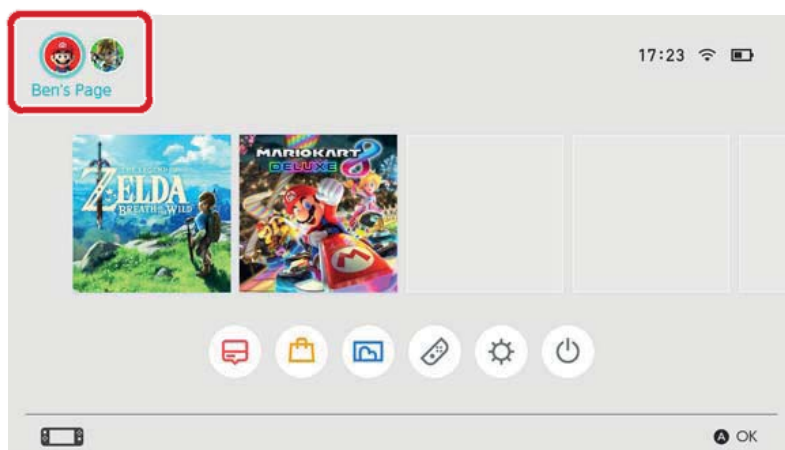 Ben's Page
17:23
THE LEGEND OF
ZELDA
BREATH OF THE WILD
MARIOKART 8
DELUXE
A OK